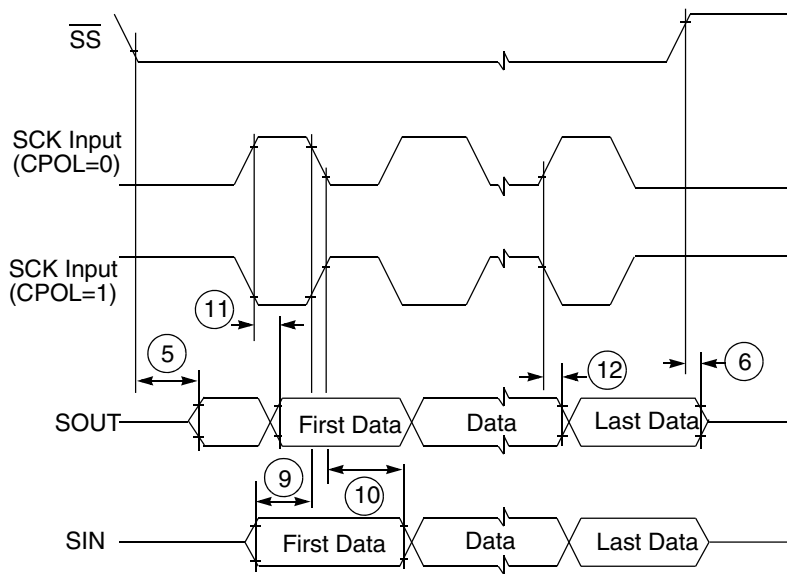 SS
SCK Input
(CPOL=0)
SCK Input
(CPOL=1)
11
5
12
6
SOUT
First Data
Data
Last Data
9
10
SIN
First Data
Data
Last Data